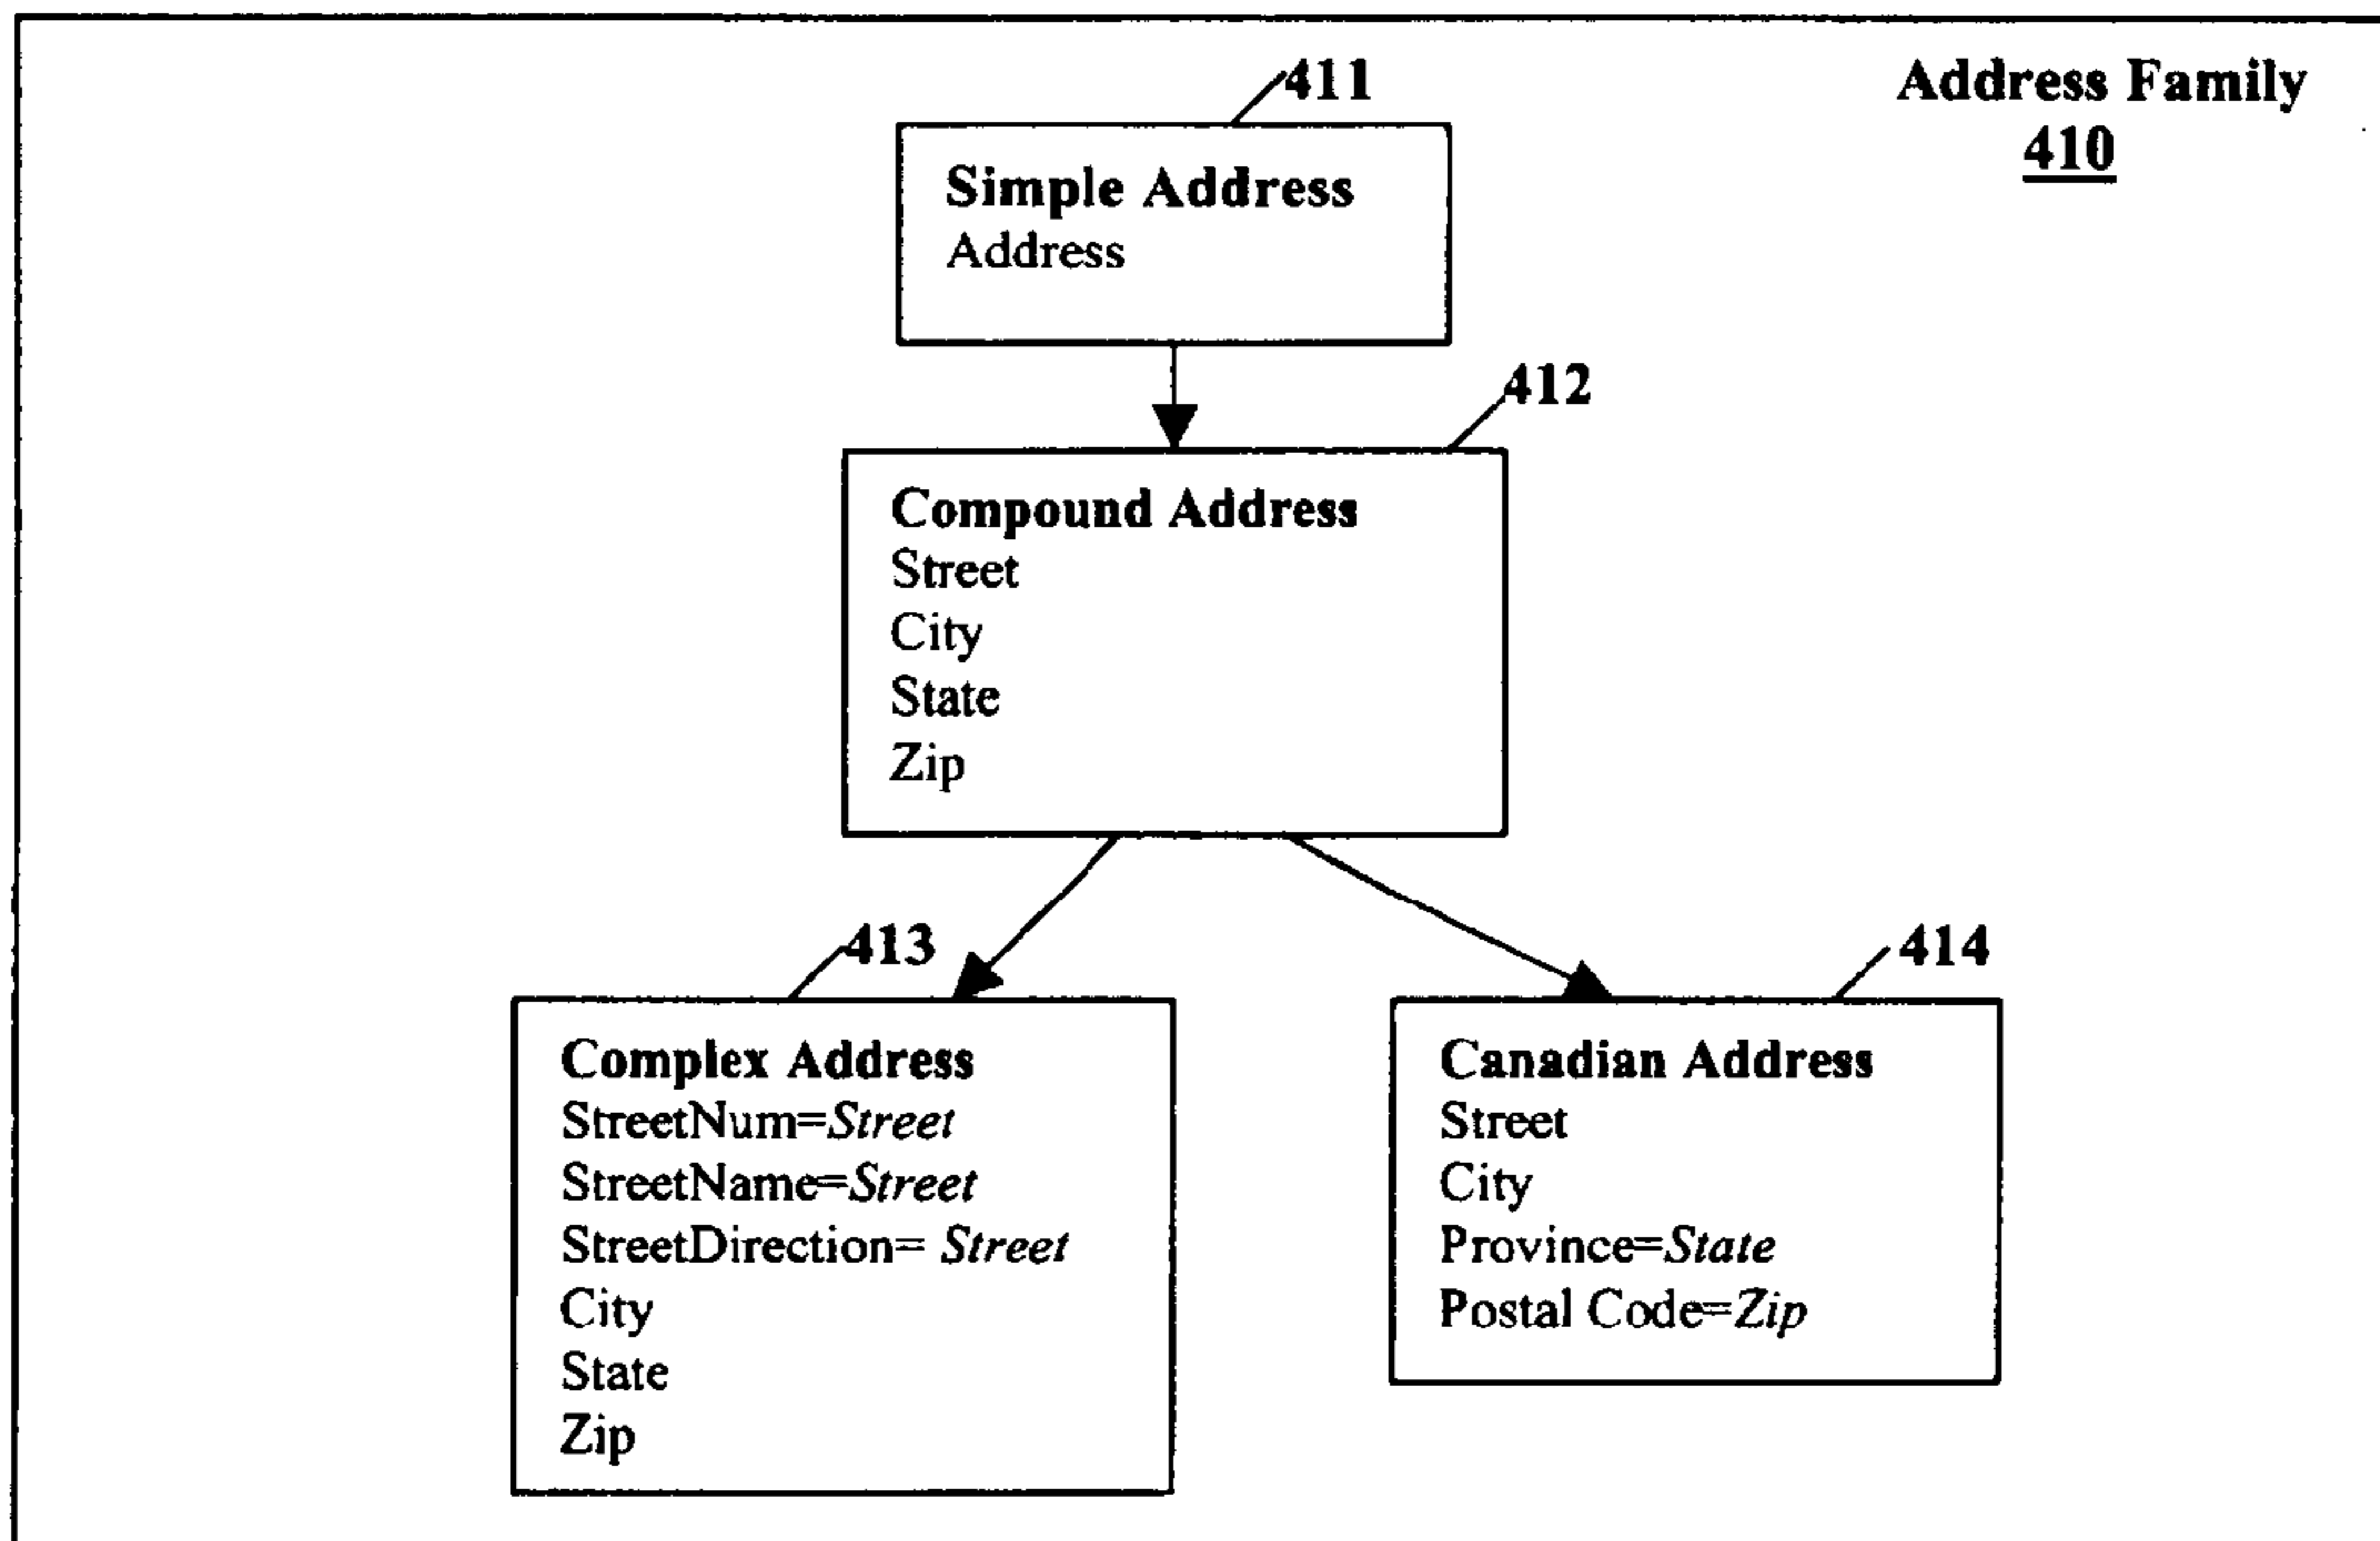 Address Family
410
411
Simple Address
Address
412
Compound Address
Street
City
State
Zip
413
Complex Address
StreetNum=Street
StreetName=Street
StreetDirection= Street
City
State
Zip
414
Canadian Address
Street
City
Province=State
Postal Code=Zip